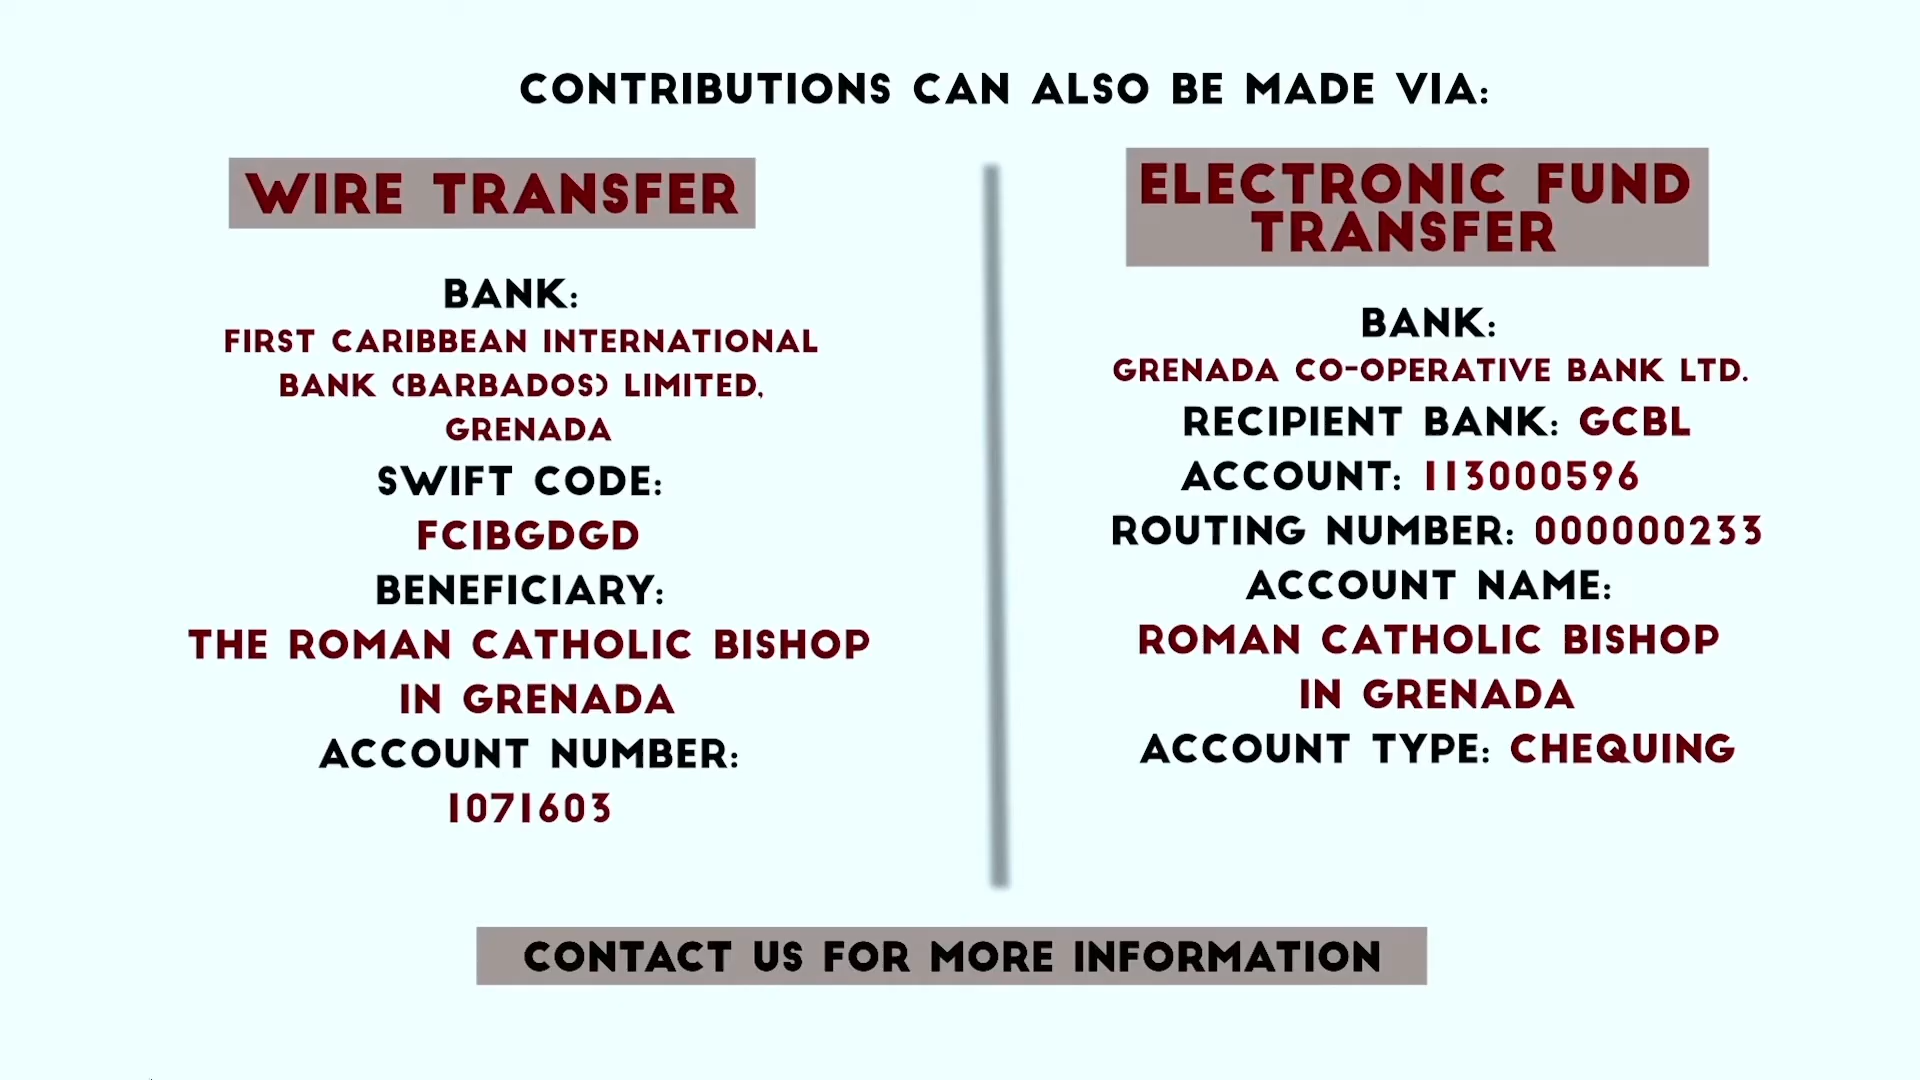 CONTRIBUTIONS CAN ALSO BE MADE VIA:
WIRE TRANSFER
BANK:
FIRST CARIBBEAN INTERNATIONAL
BANK (BARBADOS) LIMITED,
GRENADA
SWIFT CODE:
FCIBGDGD
BENEFICIARY:
THE ROMAN CATHOLIC BISHOP
IN GRENADA
ACCOUNT NUMBER:
1071603
ELECTRONIC FUND
TRANSFER
BANK:
GRENADA CO-OPERATIVE BANK LTD.
RECIPIENT BANK: GCBL
ACCOUNT: 113000596
ROUTING NUMBER: 000000233
ACCOUNT NAME:
ROMAN CATHOLIC BISHOP
IN GRENADA
ACCOUNT TYPE: CHEQUING
CONTACT US FOR MORE INFORMATION